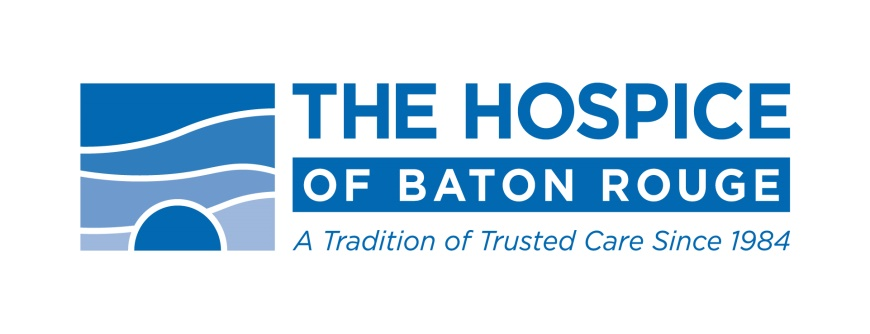 THE HOSPICE
OF BATON ROUGE
A Tradition of Trusted Care Since 1984